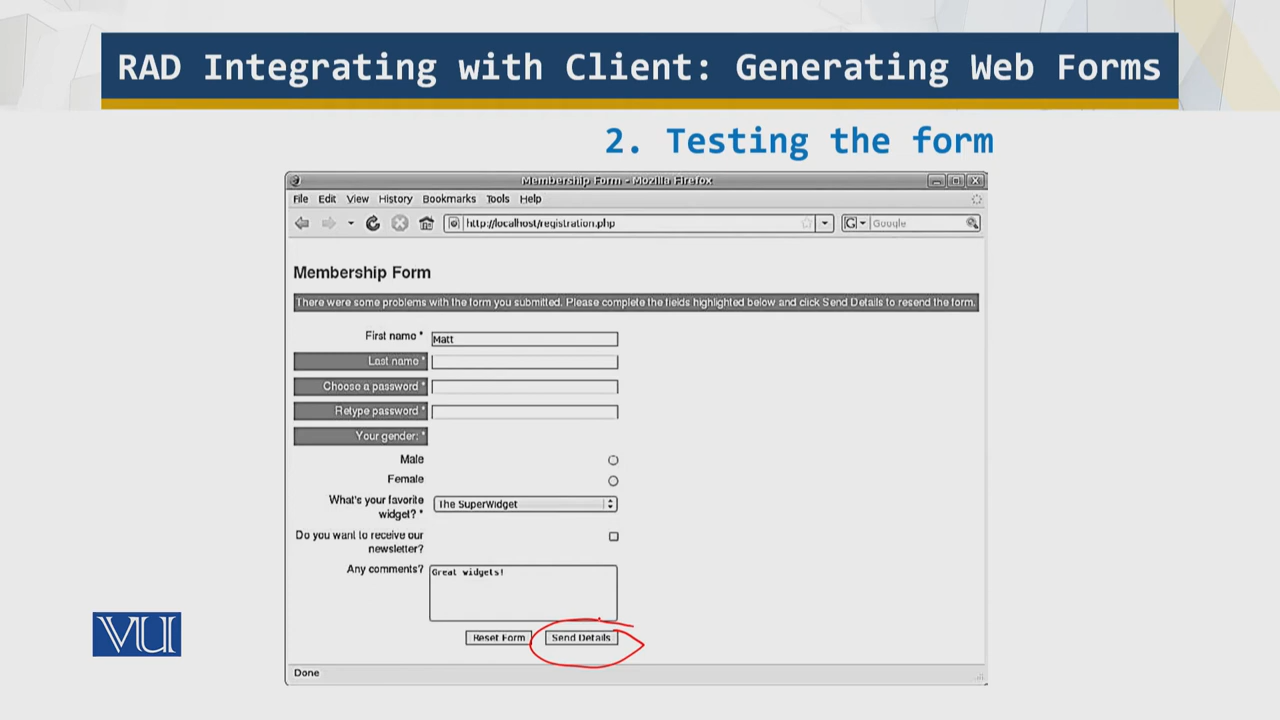 RAD Integrating with Client: Generating Web Forms
2. Testing the form
Membership Form - Mozilla Firefox
File Edit View History Bookmarks Tools Help
http://localhost/registration.php
G Google
Membership Form
There were some problems with the form you submitted. Please complete the fields highlighted below and click Send Details to resend the form.
First name * Matt
Last name *
Choose a password *
Retype password *
Your gender: *
Male
Female
What's your favorite
widget? * The SuperWidget
Do you want to receive our
newsletter?
Any comments? Great widgets!
Reset Form Send Details
VU
Done